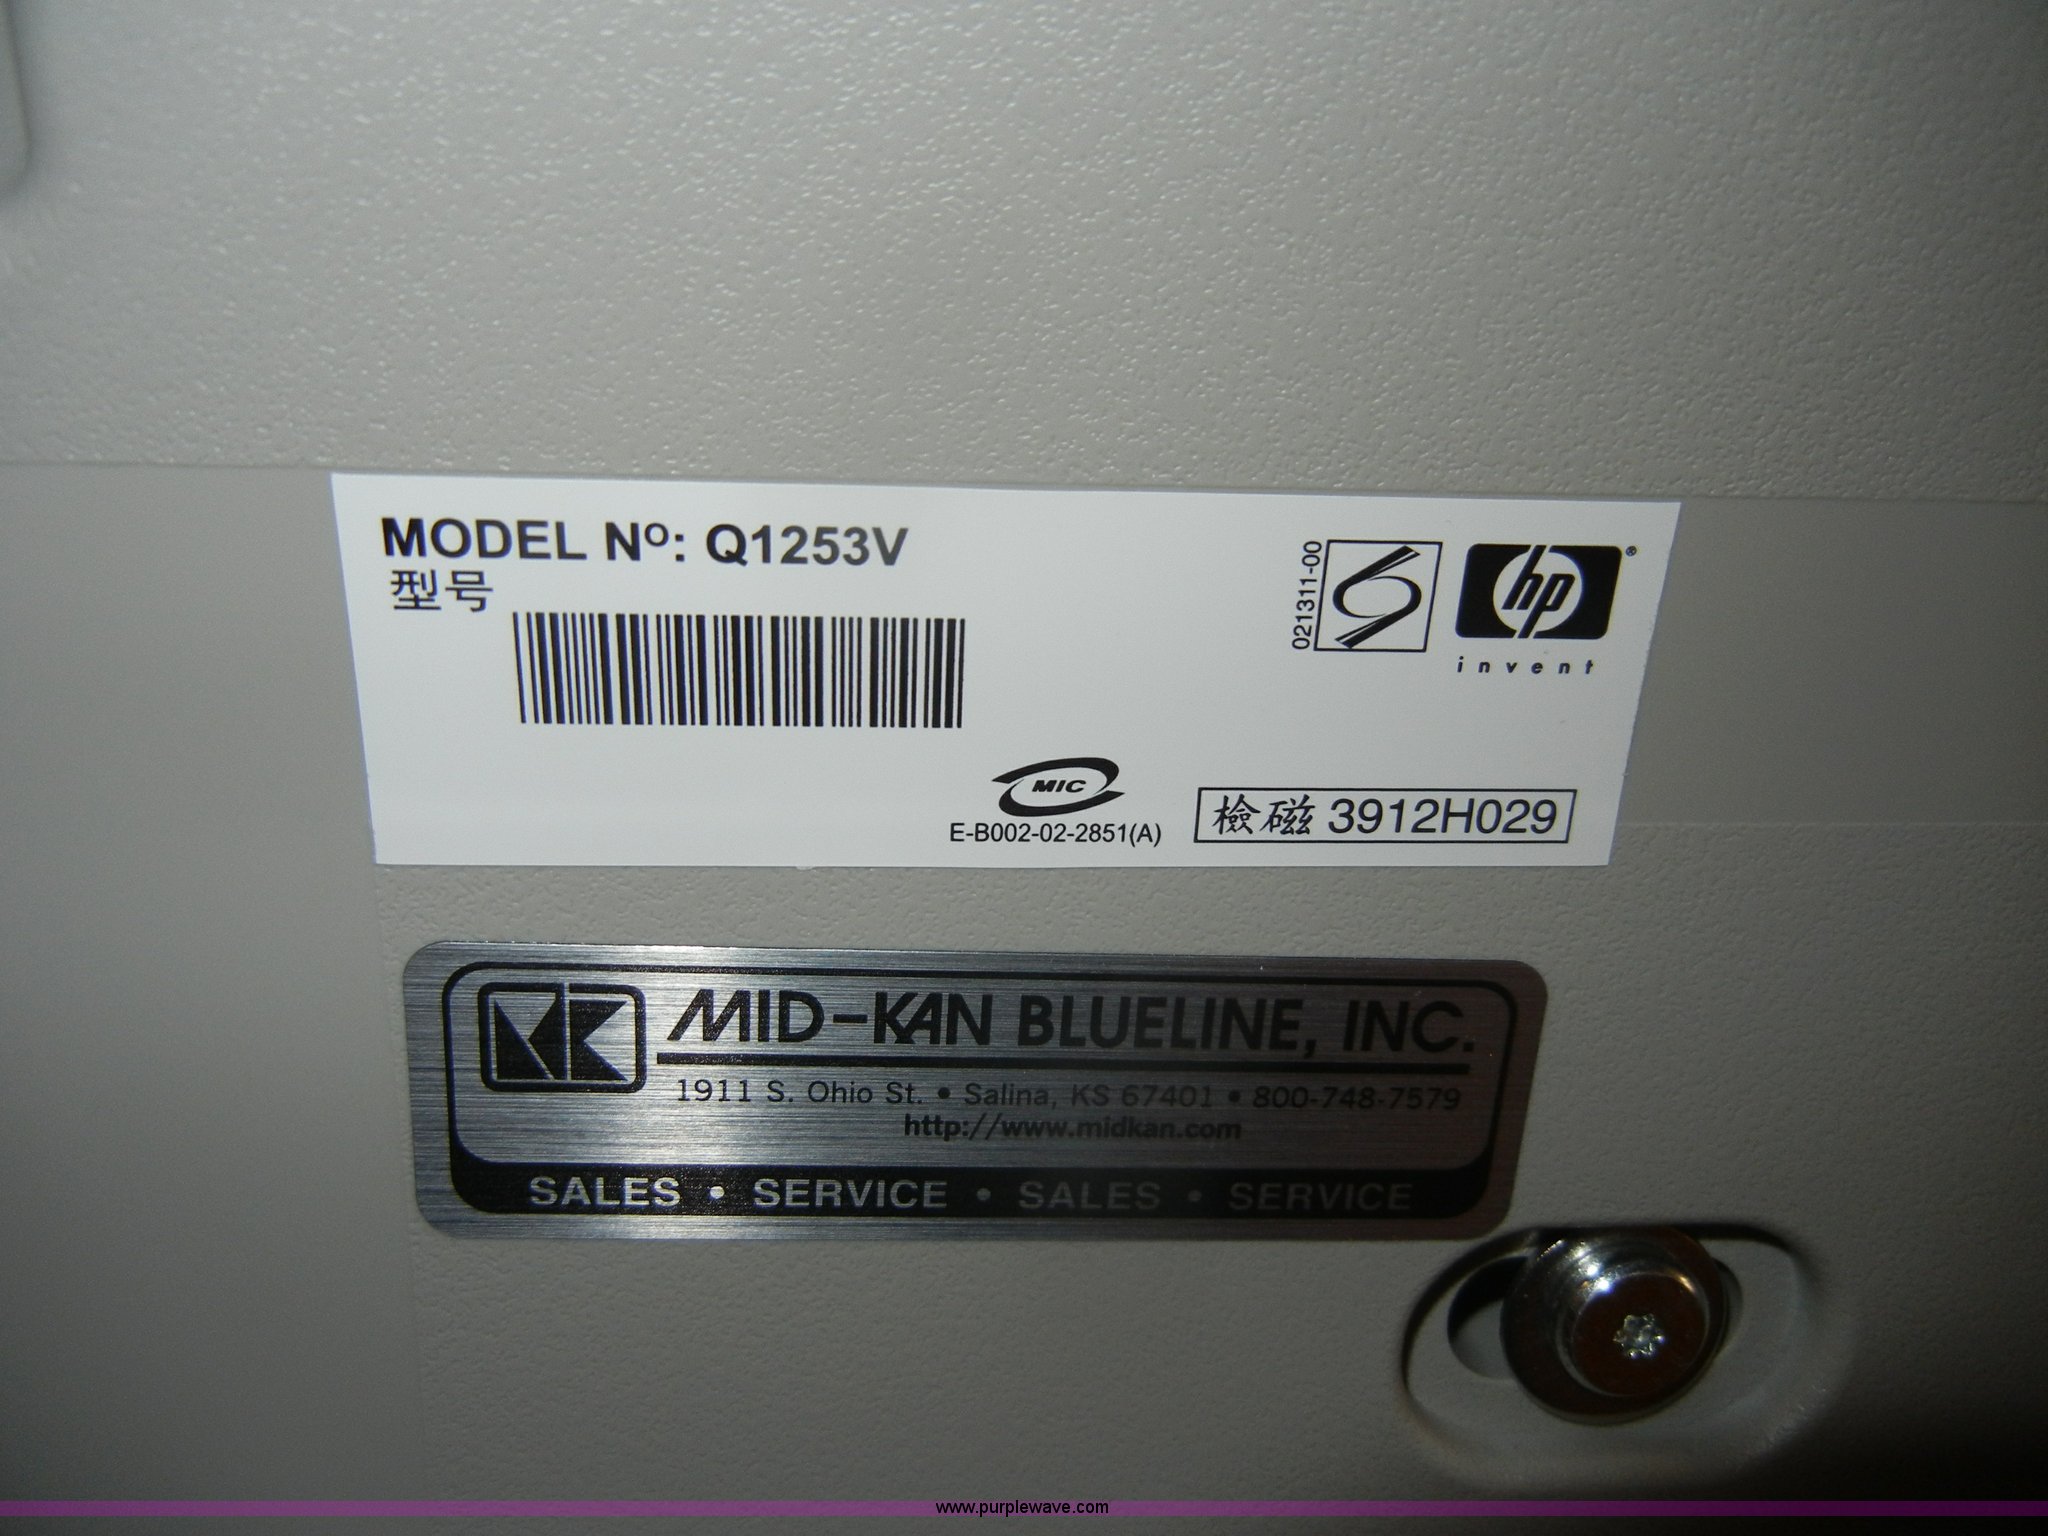 MODEL Nº: Q1253V
型号
021311-00
hp
®
invent
MIC
E-B002-02-2851(A)
檢磁 3912H029
MID-KAN BLUELINE, INC.
1911 S. Ohio St. • Salina, KS 67401 • 800-748-7579
http://www.midkan.com
SALES • SERVICE • SALES • SERVICE
www.purplewave.com